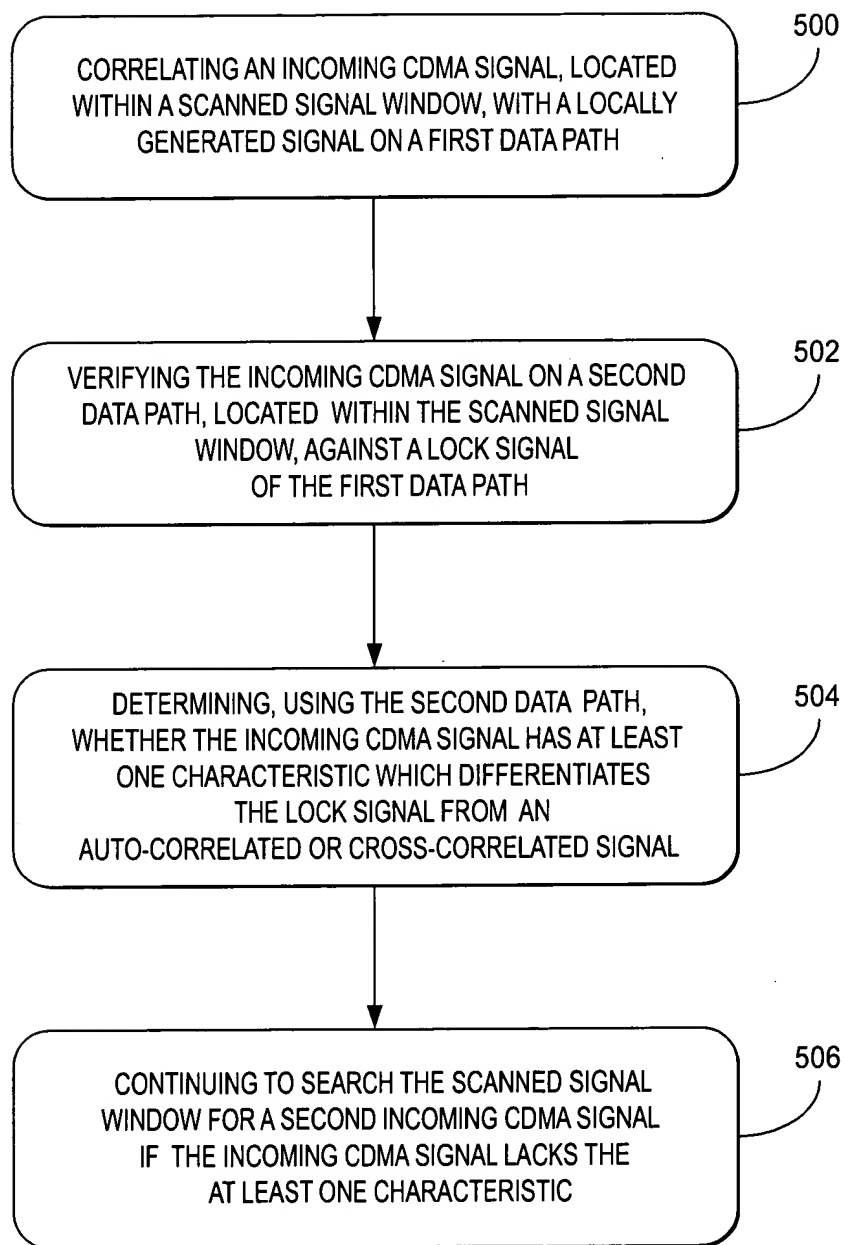 500
CORRELATING AN INCOMING CDMA SIGNAL, LOCATED
WITHIN A SCANNED SIGNAL WINDOW, WITH A LOCALLY
GENERATED SIGNAL ON A FIRST DATA PATH
502
VERIFYING THE INCOMING CDMA SIGNAL ON A SECOND
DATA PATH, LOCATED WITHIN THE SCANNED SIGNAL
WINDOW, AGAINST A LOCK SIGNAL
OF THE FIRST DATA PATH
504
DETERMINING, USING THE SECOND DATA PATH,
WHETHER THE INCOMING CDMA SIGNAL HAS AT LEAST
ONE CHARACTERISTIC WHICH DIFFERENTIATES
THE LOCK SIGNAL FROM AN
AUTO-CORRELATED OR CROSS-CORRELATED SIGNAL
506
CONTINUING TO SEARCH THE SCANNED SIGNAL
WINDOW FOR A SECOND INCOMING CDMA SIGNAL
IF THE INCOMING CDMA SIGNAL LACKS THE
AT LEAST ONE CHARACTERISTIC